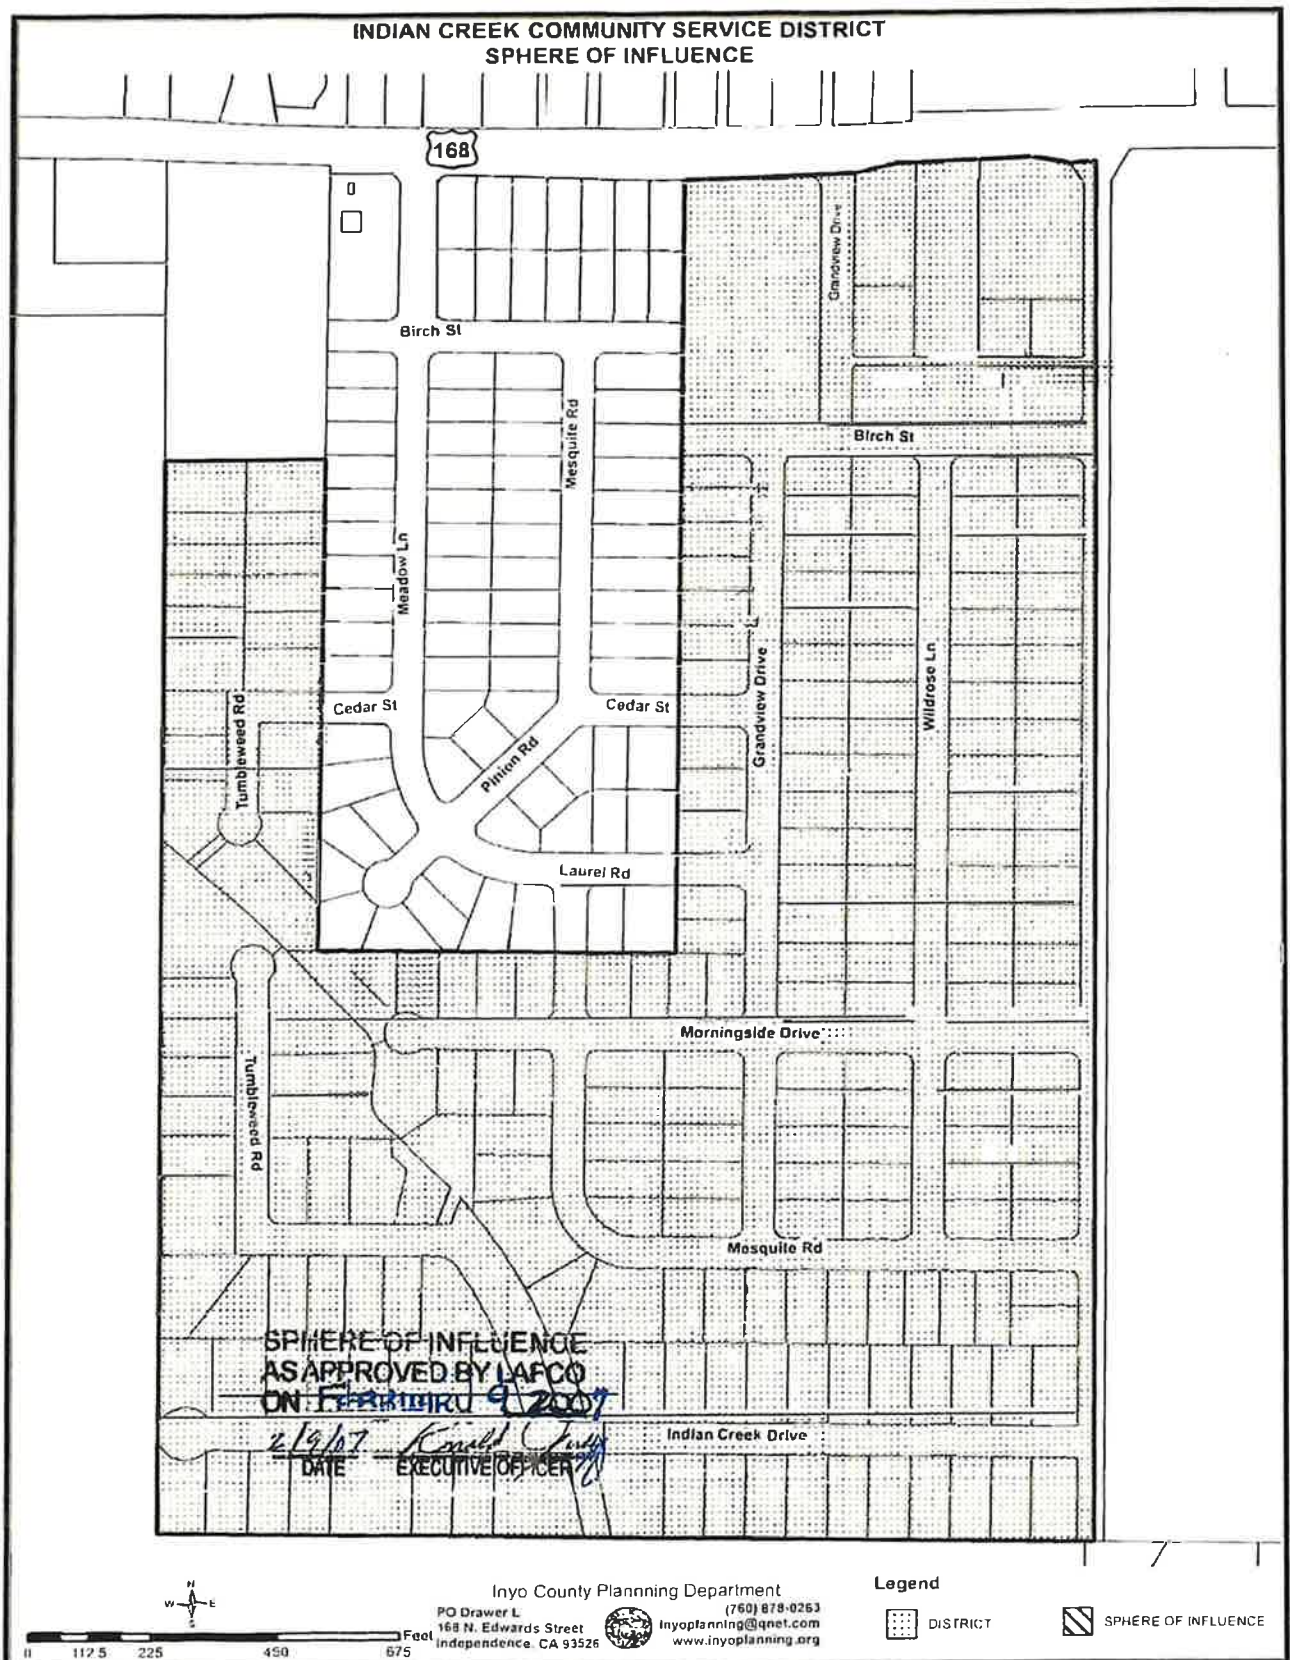 INDIAN CREEK COMMUNITY SERVICE DISTRICT
SPHERE OF INFLUENCE
168
Grandview Drive
Birch St
Birch St
Mesquite Rd
Meadow Ln
Grandview Drive
Wildrose Ln
Cedar St
Cedar St
Tumbleweed Rd
Pinion Rd
Laurel Rd
Morningside Drive
Tumbleweed Rd
Mesquite Rd
SPHERE OF INFLUENCE
AS APPROVED BY LAFCO
ON 9 2007
Indian Creek Drive
2/9/07
DATE EXECUTIVE OFFICER
N
W E
S
0 112.5 225 450 675 Feet
Inyo County Plannning Department
PO Drawer L
168 N. Edwards Street
Independence, CA 93526
(760) 878-0263
inyoplanning@qnet.com
www.inyoplanning.org
Legend
DISTRICT
SPHERE OF INFLUENCE